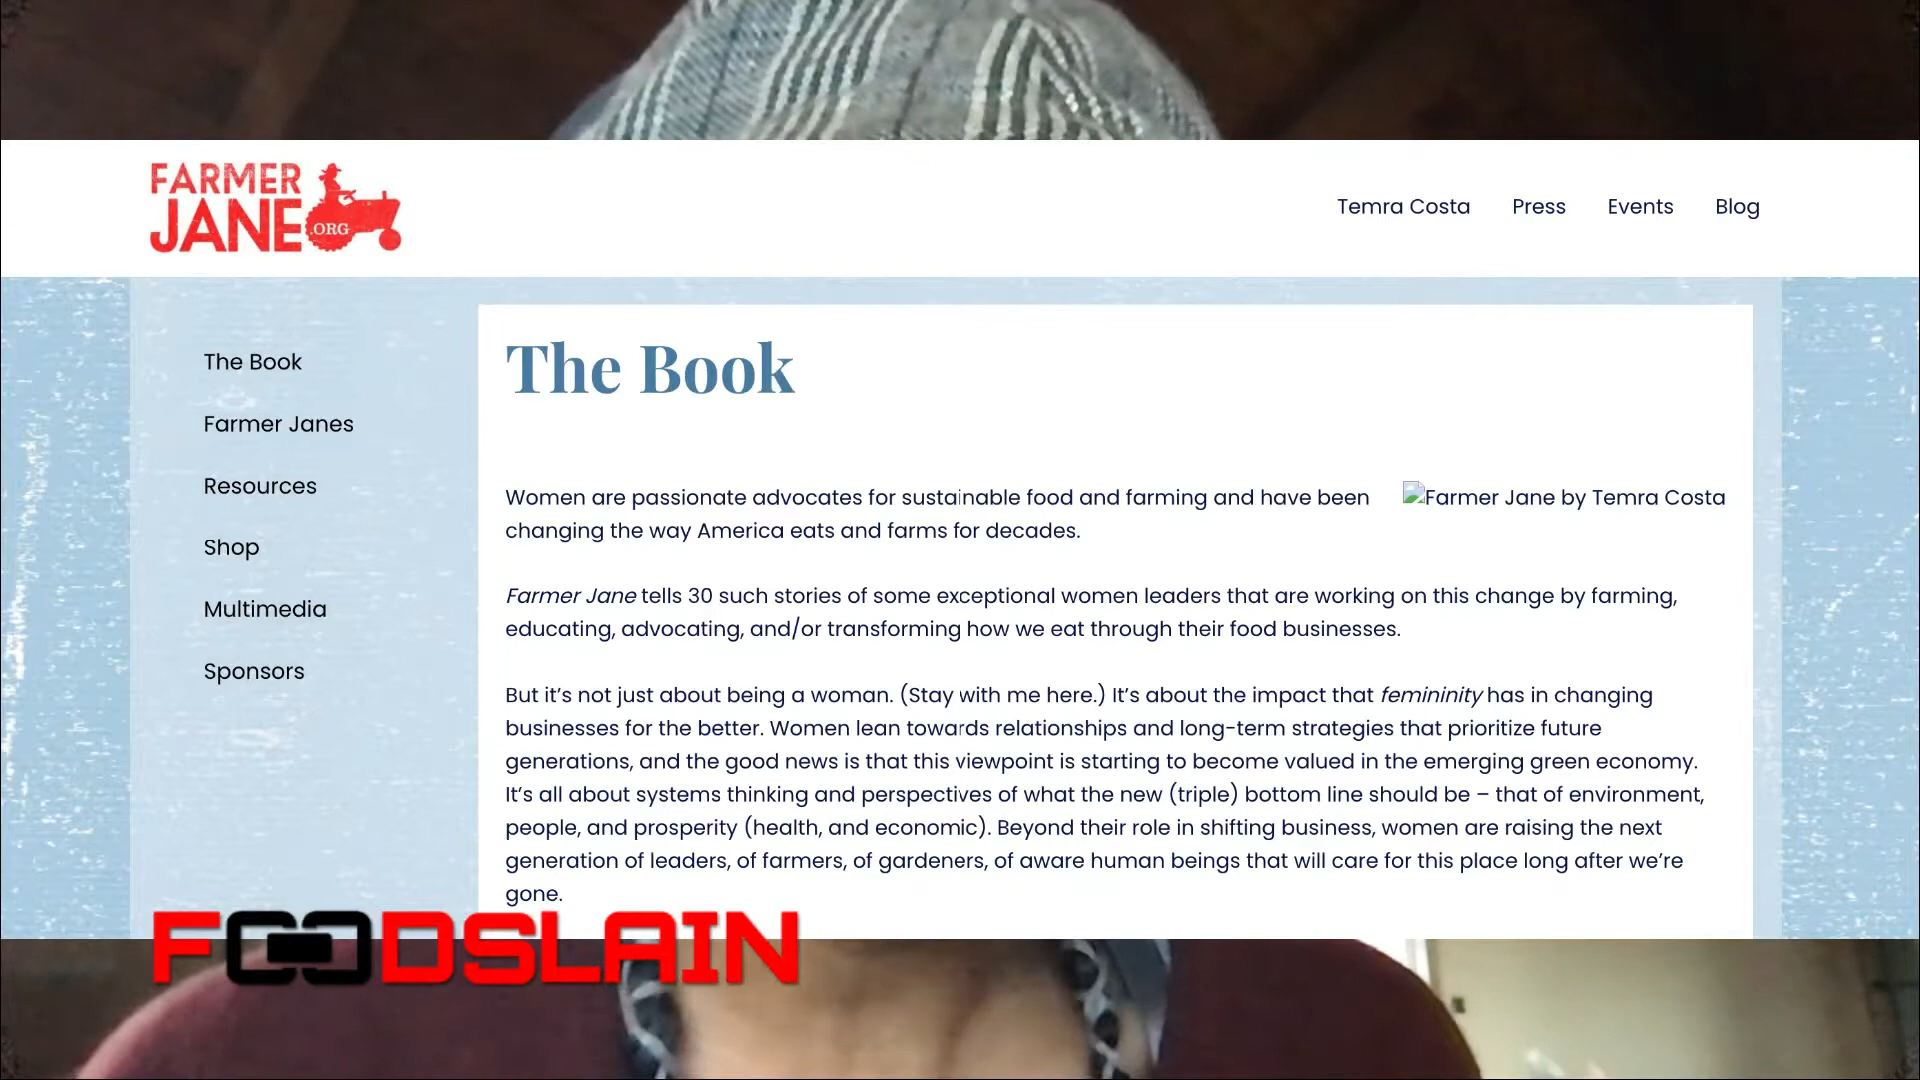 FARMER
JANE .ORG
Temra Costa Press Events Blog
The Book
Farmer Janes
Resources
Shop
Multimedia
Sponsors
The Book
Women are passionate advocates for sustainable food and farming and have been
changing the way America eats and farms for decades.
Farmer Jane by Temra Costa
Farmer Jane tells 30 such stories of some exceptional women leaders that are working on this change by farming,
educating, advocating, and/or transforming how we eat through their food businesses.
But it’s not just about being a woman. (Stay with me here.) It’s about the impact that femininity has in changing
businesses for the better. Women lean towards relationships and long-term strategies that prioritize future
generations, and the good news is that this viewpoint is starting to become valued in the emerging green economy.
It’s all about systems thinking and perspectives of what the new (triple) bottom line should be – that of environment,
people, and prosperity (health, and economic). Beyond their role in shifting business, women are raising the next
generation of leaders, of farmers, of gardeners, of aware human beings that will care for this place long after we’re
gone.
FOODSLAIN